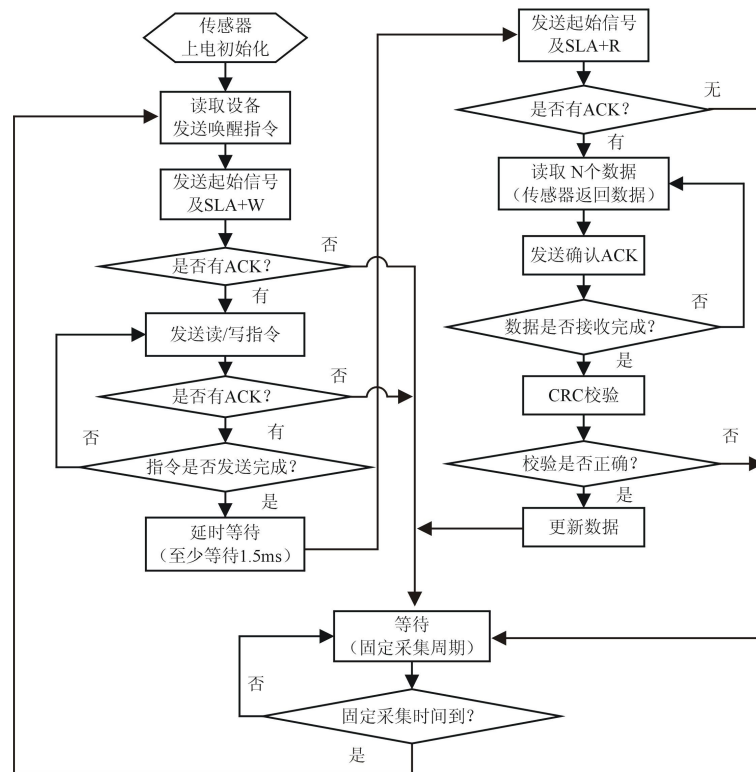 传感器
上电初始化
读取设备
发送唤醒指令
发送起始信号
及SLA+W
是否有ACK？
否
有
发送读/写指令
是否有ACK？
否
有
指令是否发送完成？
否
是
延时等待
（至少等待1.5ms）
发送起始信号
及SLA+R
是否有ACK？
无
有
读取 N个数据
（传感器返回数据）
发送确认ACK
数据是否接收完成？
否
是
CRC校验
校验是否正确？
否
是
更新数据
等待
（固定采集周期）
固定采集时间到？
否
是